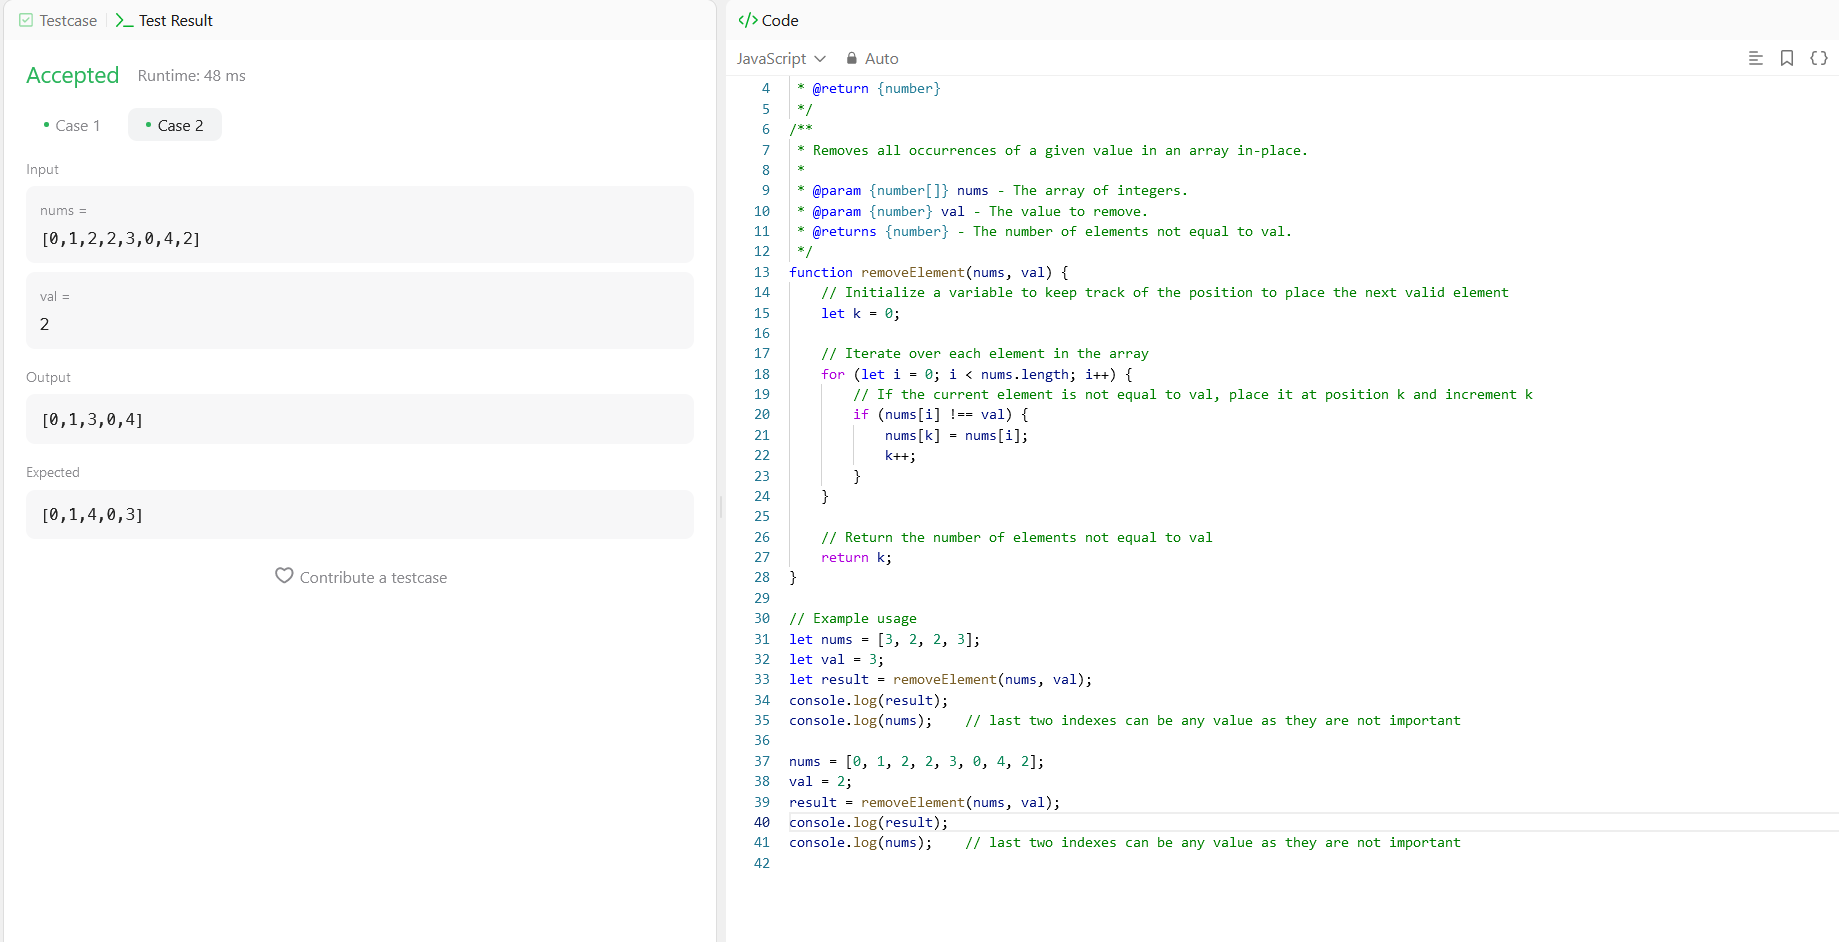 Testcase
Test Result
Accepted Runtime: 48 ms
Case 1
Case 2
Input
nums =
[0,1,2,2,3,0,4,2]
val =
2
Output
[0,1,3,0,4]
Expected
[0,1,4,0,3]
Contribute a testcase
</> Code
JavaScript Auto
4 * @return {number}
5 */
6 /**
7 * Removes all occurrences of a given value in an array in-place.
8 *
9 * @param {number[]} nums - The array of integers.
10 * @param {number} val - The value to remove.
11 * @returns {number} - The number of elements not equal to val.
12 */
13 function removeElement(nums, val) {
14 // Initialize a variable to keep track of the position to place the next valid element
15 let k = 0;
16
17 // Iterate over each element in the array
18 for (let i = 0; i < nums.length; i++) {
19 // If the current element is not equal to val, place it at position k and increment k
20 if (nums[i] !== val) {
21 nums[k] = nums[i];
22 k++;
23 }
24 }
25
26 // Return the number of elements not equal to val
27 return k;
28 }
29
30 // Example usage
31 let nums = [3, 2, 2, 3];
32 let val = 3;
33 let result = removeElement(nums, val);
34 console.log(result);
35 console.log(nums); // last two indexes can be any value as they are not important
36
37 nums = [0, 1, 2, 2, 3, 0, 4, 2];
38 val = 2;
39 result = removeElement(nums, val);
40 console.log(result);
41 console.log(nums); // last two indexes can be any value as they are not important
42